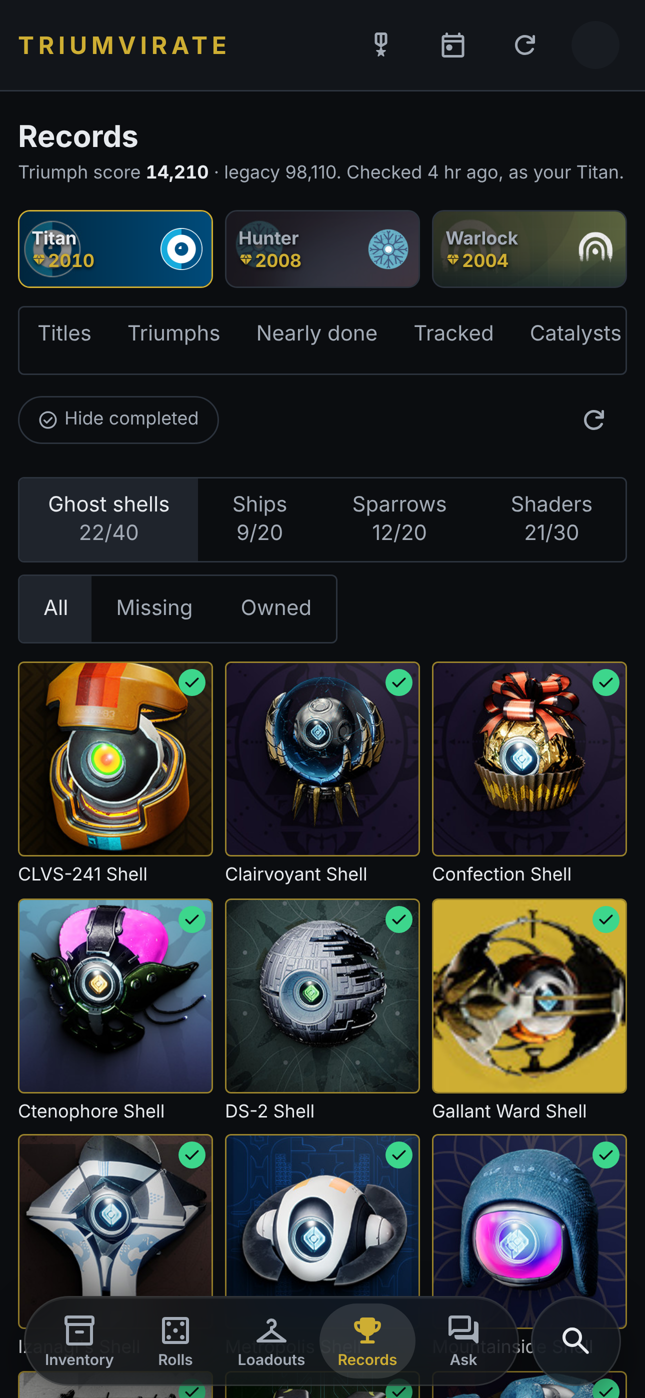 TRIUMVIRATE
Records
Triumph score 14,210 · legacy 98,110. Checked 4 hr ago, as your Titan.
Titan
2010
Hunter
2008
Warlock
2004
Titles Triumphs Nearly done Tracked Catalysts
Hide completed
Ghost shells Ships Sparrows Shaders
22/40 9/20 12/20 21/30
All Missing Owned
CLVS-241 Shell Clairvoyant Shell Confection Shell
Ctenophore Shell DS-2 Shell Gallant Ward Shell
Mountainside
Inventory Rolls Loadouts Records Ask